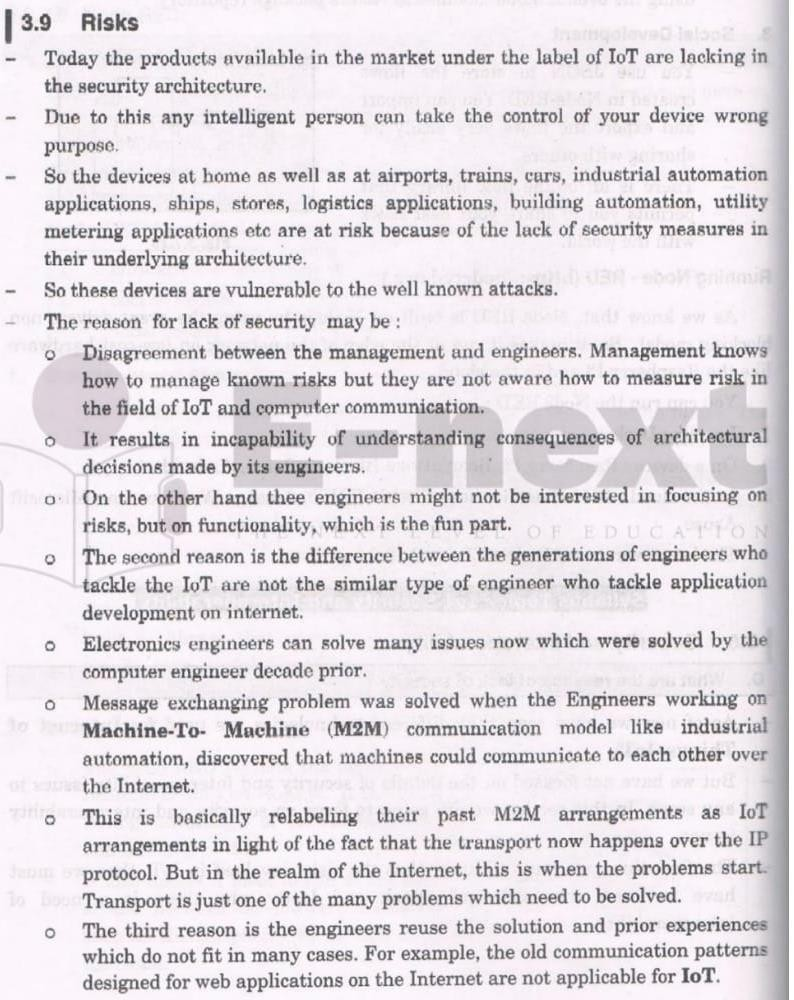 3.9 Risks
– Today the products available in the market under the label of IoT are lacking in
the security architecture.
– Due to this any intelligent person can take the control of your device wrong
purpose.
– So the devices at home as well as at airports, trains, cars, industrial automation
applications, ships, stores, logistics applications, building automation, utility
metering applications etc are at risk because of the lack of security measures in
their underlying architecture.
– So these devices are vulnerable to the well known attacks.
– The reason for lack of security may be :
o Disagreement between the management and engineers. Management knows
how to manage known risks but they are not aware how to measure risk in
the field of IoT and computer communication.
o It results in incapability of understanding consequences of architectural
decisions made by its engineers.
o On the other hand thee engineers might not be interested in focusing on
risks, but on functionality, which is the fun part.
o The second reason is the difference between the generations of engineers who
tackle the IoT are not the similar type of engineer who tackle application
development on internet.
o Electronics engineers can solve many issues now which were solved by the
computer engineer decade prior.
o Message exchanging problem was solved when the Engineers working on
Machine-To- Machine (M2M) communication model like industrial
automation, discovered that machines could communicate to each other over
the Internet.
o This is basically relabeling their past M2M arrangements as IoT
arrangements in light of the fact that the transport now happens over the IP
protocol. But in the realm of the Internet, this is when the problems start.
Transport is just one of the many problems which need to be solved.
o The third reason is the engineers reuse the solution and prior experiences
which do not fit in many cases. For example, the old communication patterns
designed for web applications on the Internet are not applicable for IoT.
E-next
THE NEXT LEVEL OF EDUCATION